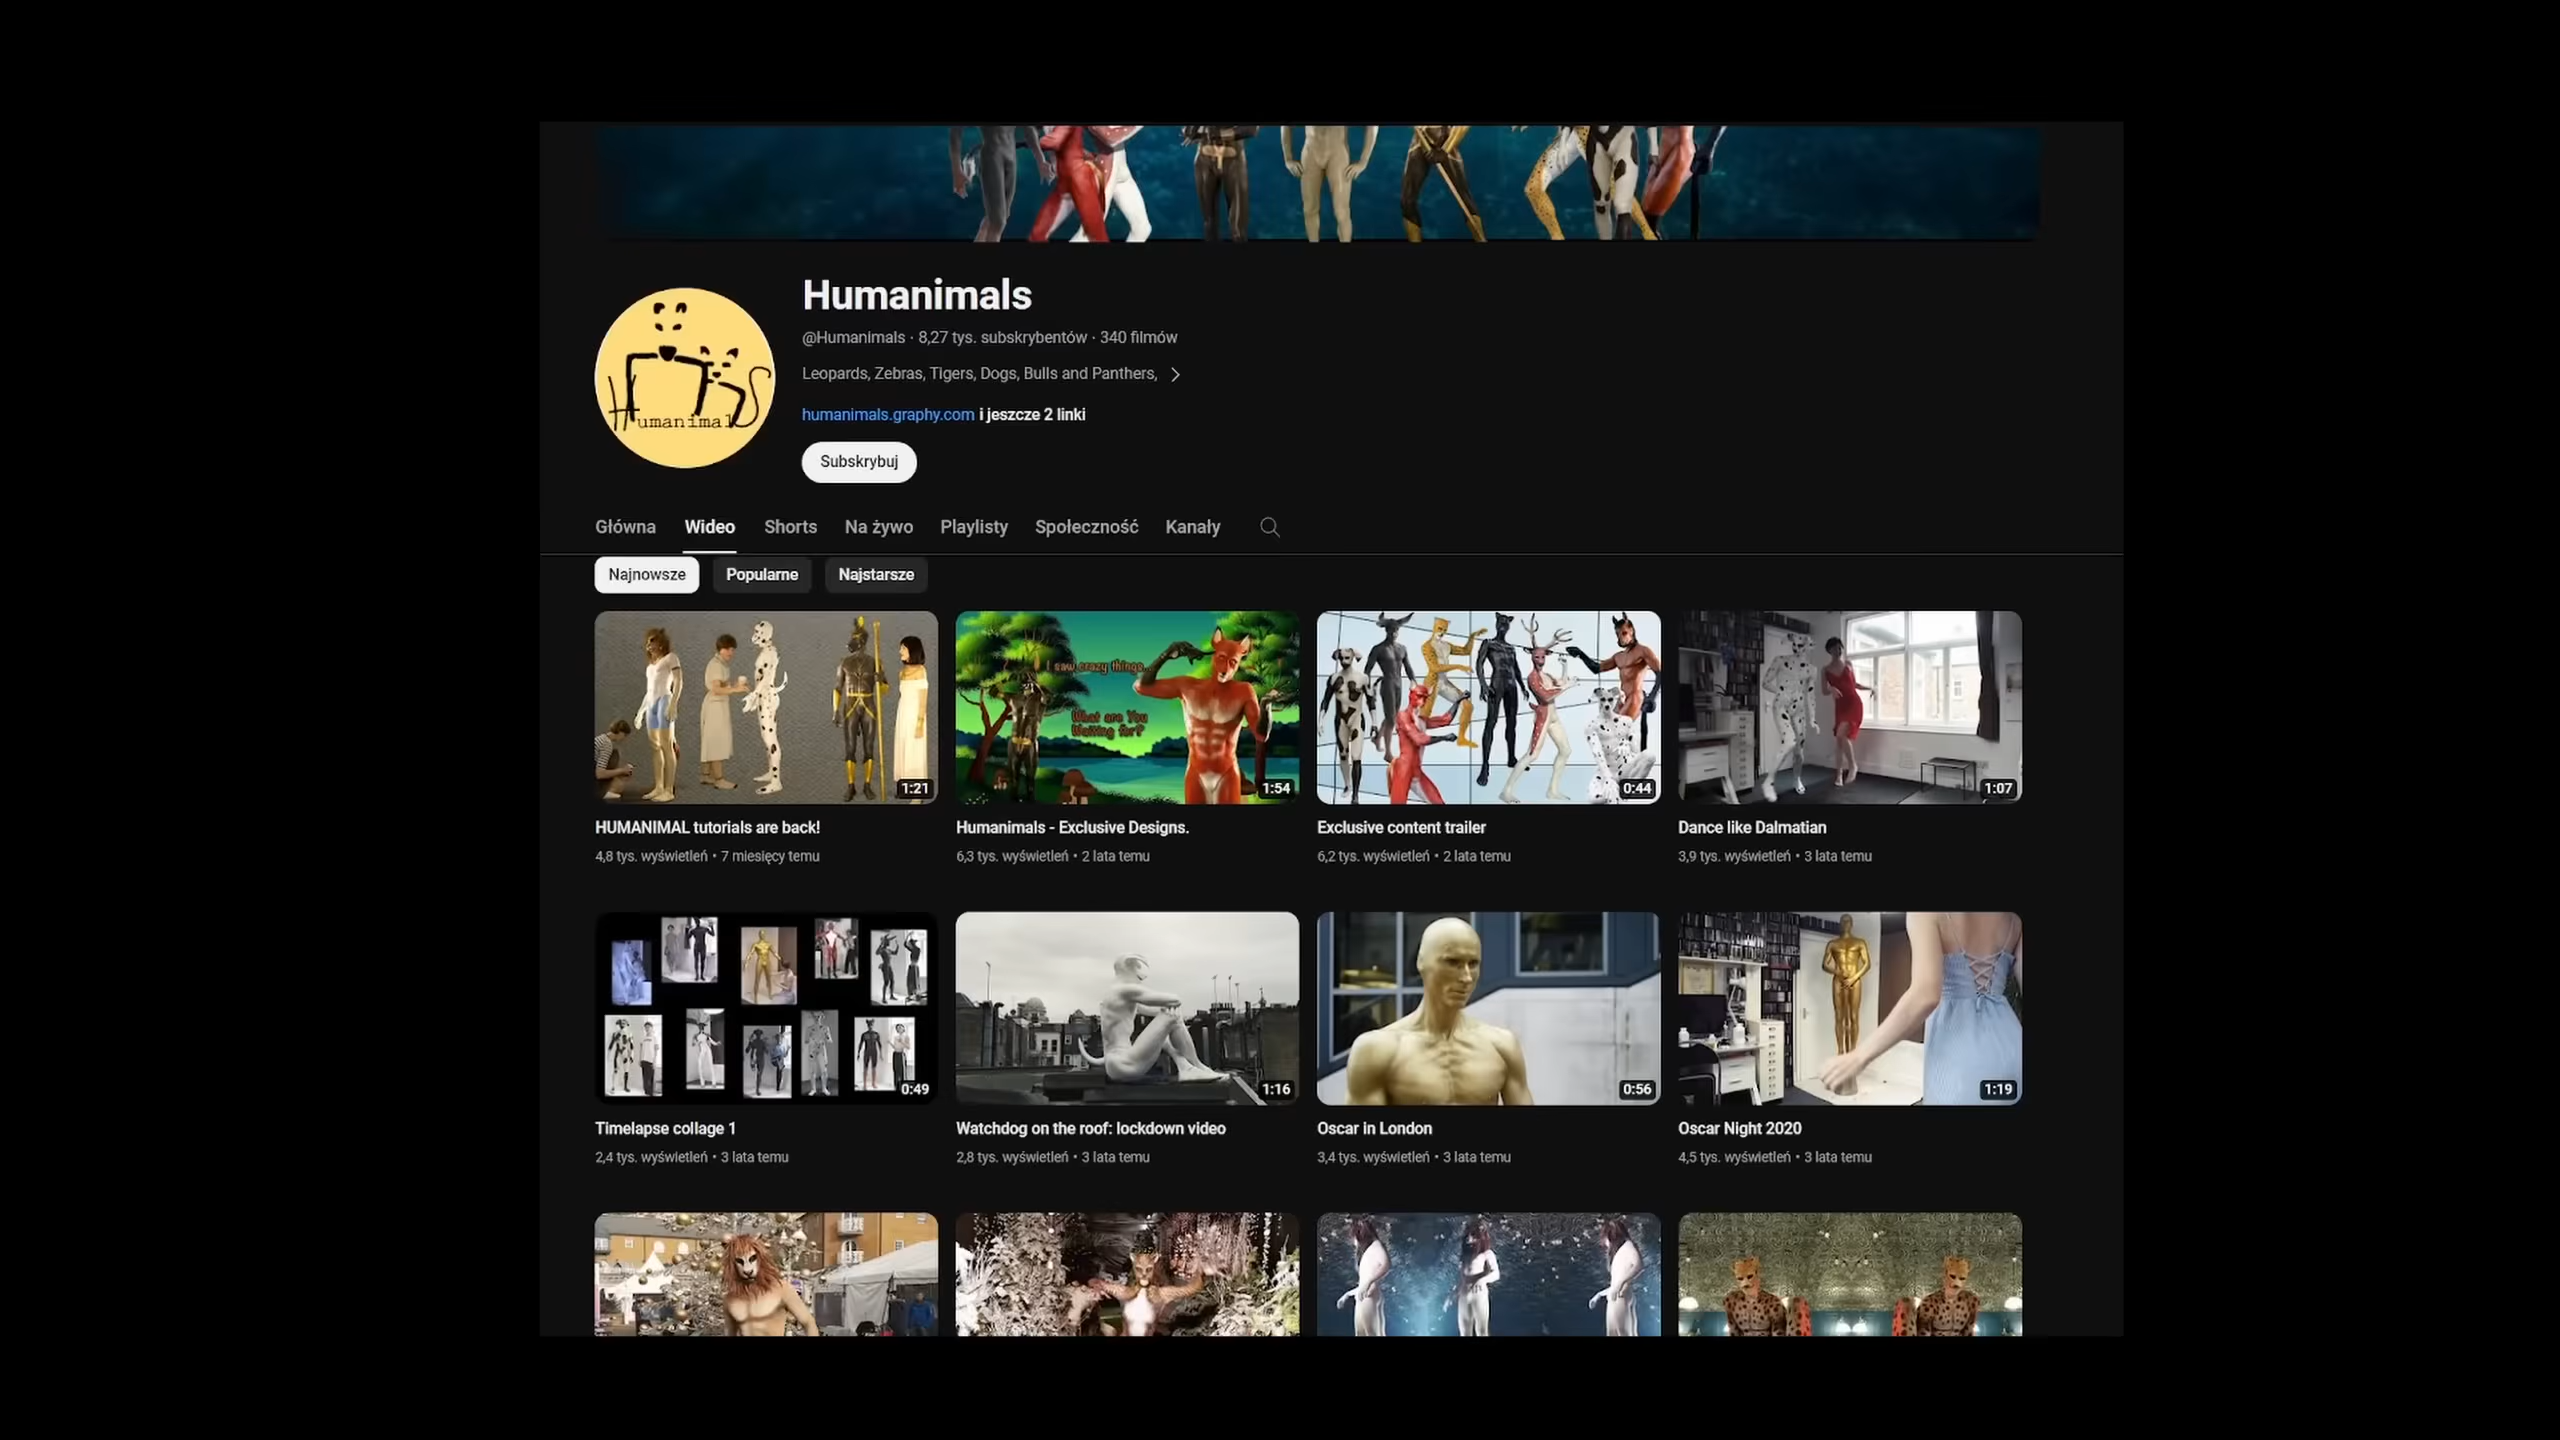 Humanimals
Humanimals
@Humanimals · 8,27 tys. subskrybentów · 340 filmów
Leopards, Zebras, Tigers, Dogs, Bulls and Panthers,
humanimals.graphy.com i jeszcze 2 linki
Subskrybuj
Główna Wideo Shorts Na żywo Playlisty Społeczność Kanały
Najnowsze Popularne Najstarsze
I saw crazy things...
What are You
Waiting for?
1:21 1:54 0:44 1:07
HUMANIMAL tutorials are back! Humanimals - Exclusive Designs. Exclusive content trailer Dance like Dalmatian
4,8 tys. wyświetleń • 7 miesięcy temu 6,3 tys. wyświetleń • 2 lata temu 6,2 tys. wyświetleń • 2 lata temu 3,9 tys. wyświetleń • 3 lata temu
0:49 1:16 0:56 1:19
Timelapse collage 1 Watchdog on the roof: lockdown video Oscar in London Oscar Night 2020
2,4 tys. wyświetleń • 3 lata temu 2,8 tys. wyświetleń • 3 lata temu 3,4 tys. wyświetleń • 3 lata temu 4,5 tys. wyświetleń • 3 lata temu